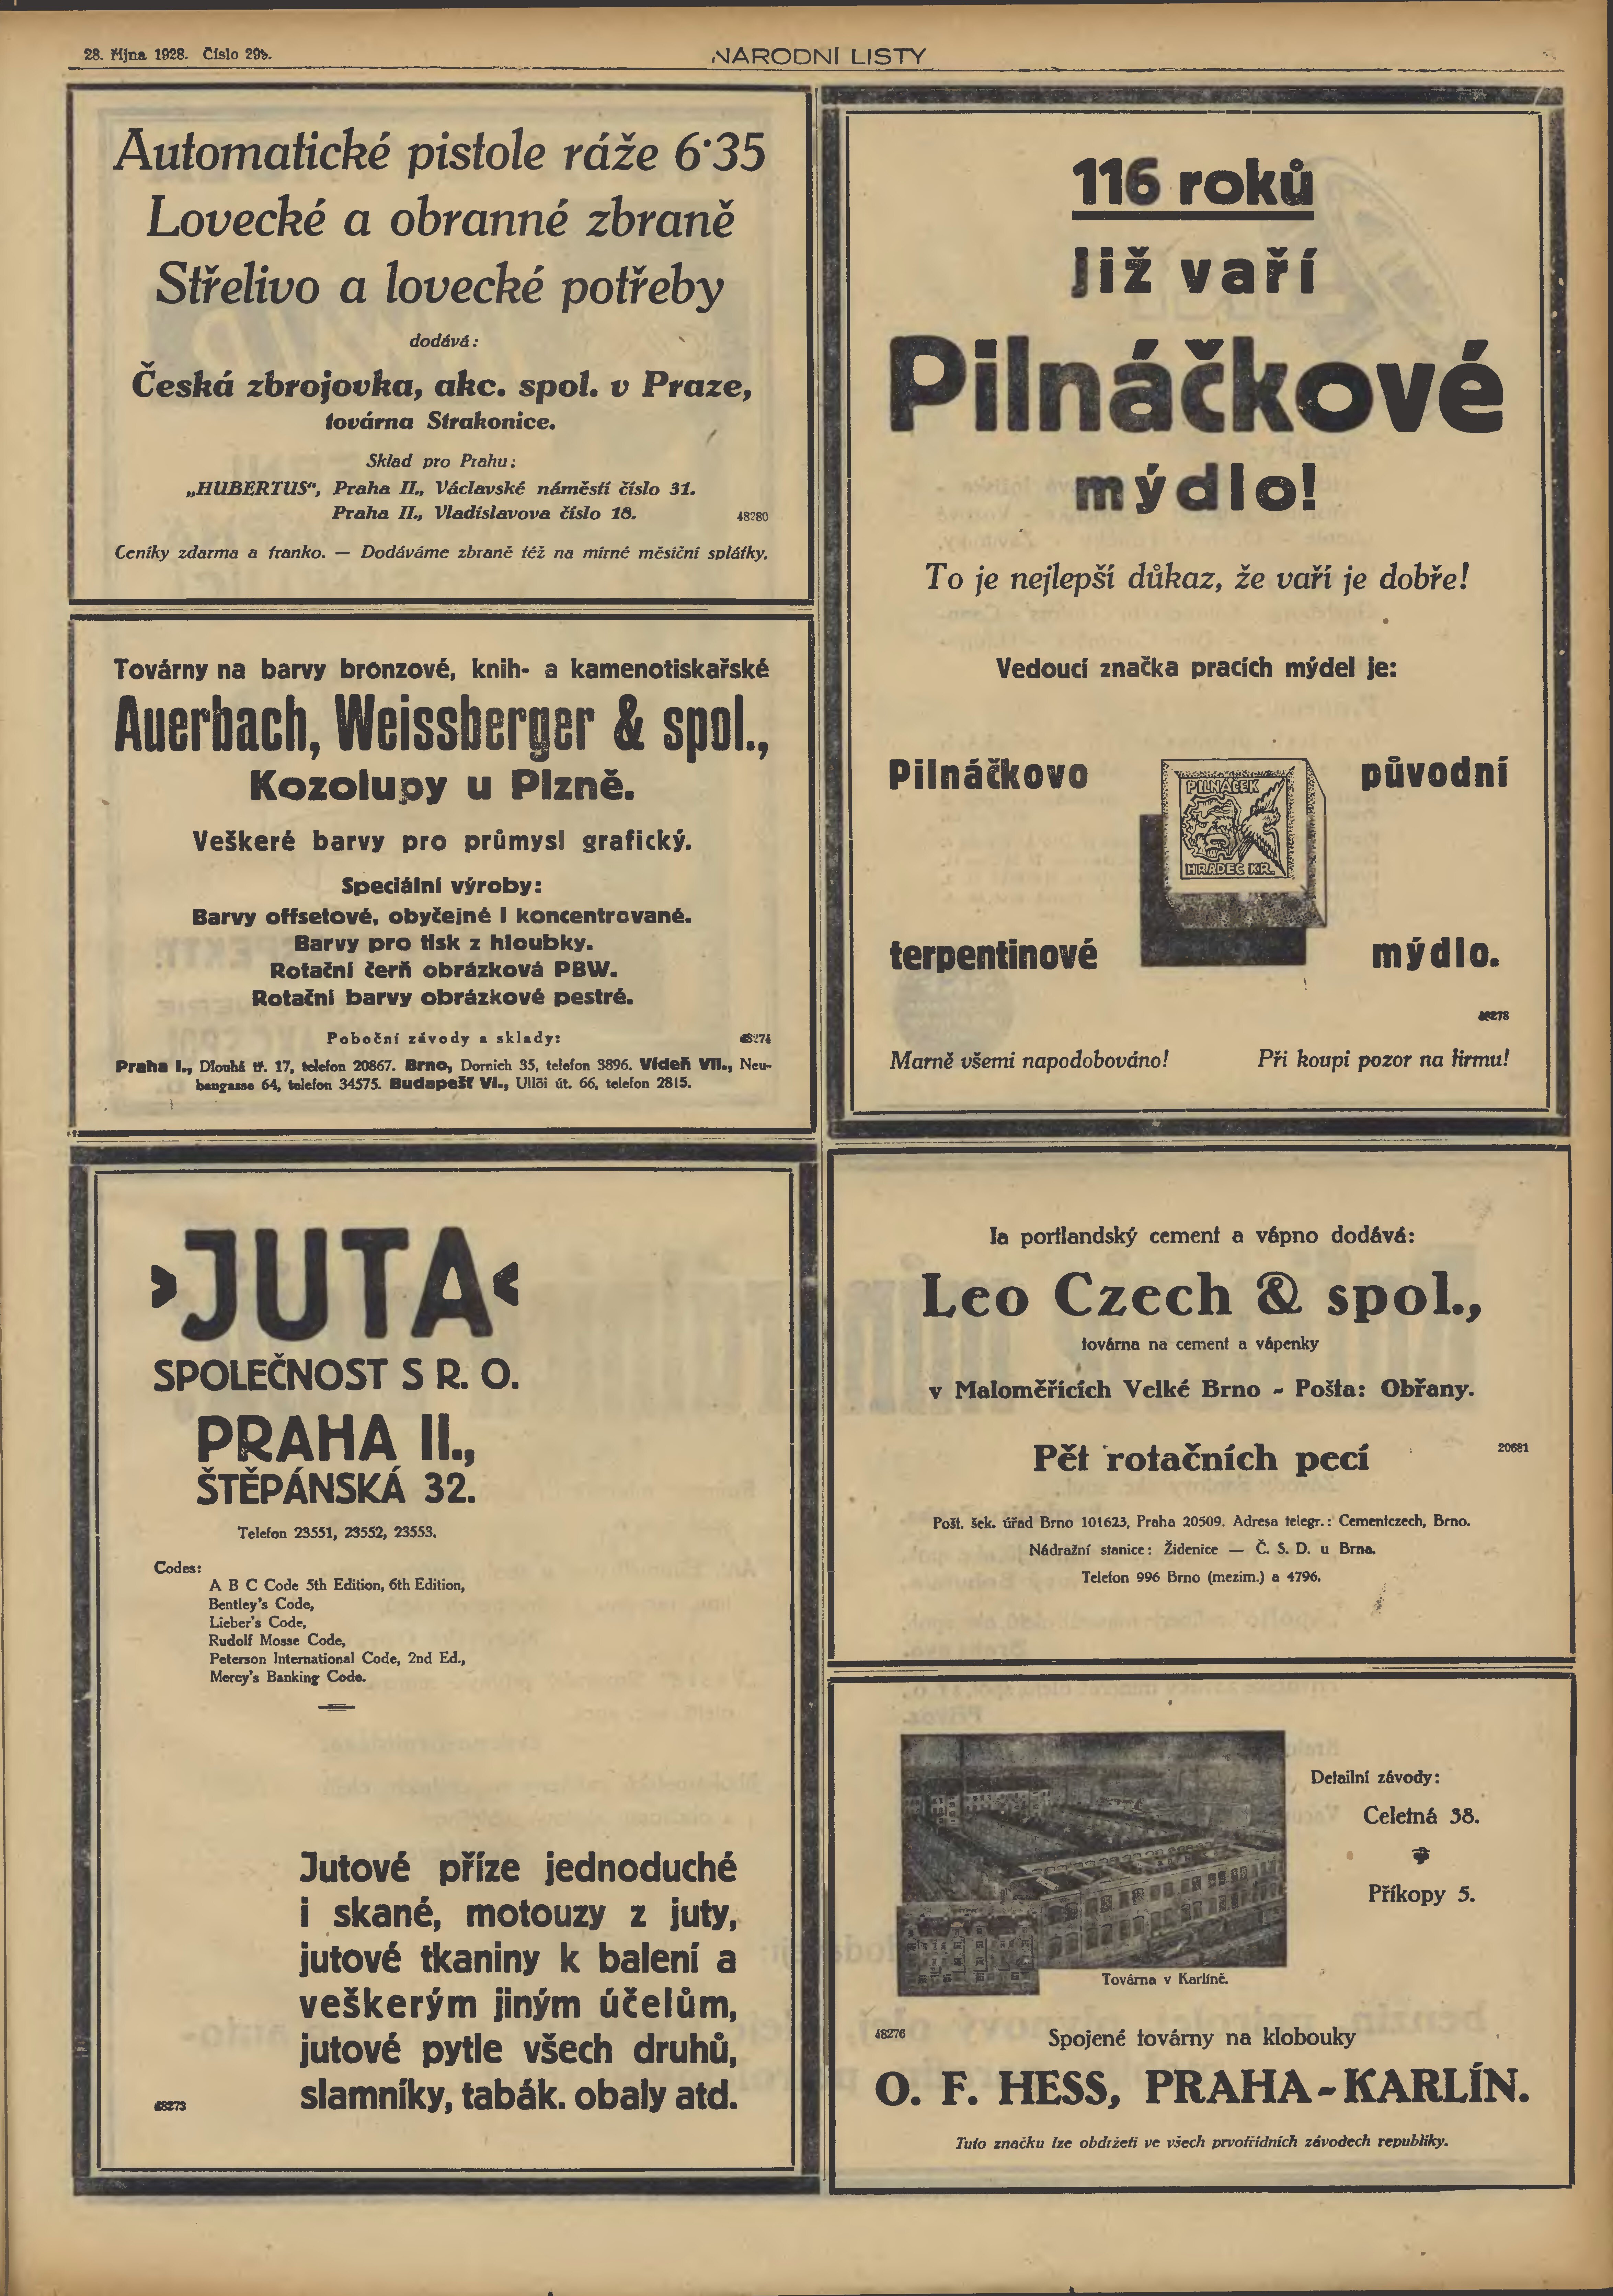 28. října 1928. Číslo 299.
NÁRODNÍ LISTY
Automatické pistole ráže 6·35
Lovecké a obranné zbraně
Střelivo a lovecké potřeby
dodává:
Česká zbrojovka, akc. spol. v Praze,
továrna Strakonice.
Sklad pro Prahu:
„HUBERTUS“, Praha II., Václavské náměstí číslo 31.
Praha II., Vladislavova číslo 18.
48280
Ceníky zdarma a franko. — Dodáváme zbraně též na mírné měsíční splátky.
Továrny na barvy bronzové, knih- a kamenotiskařské
Auerbach, Weissberger & spol.,
Kozolupy u Plzně.
Veškeré barvy pro průmysl grafický.
Speciální výroby:
Barvy offsetové, obyčejné i koncentrované.
Barvy pro tisk z hloubky.
Rotační čerň obrázková PBW.
Rotační barvy obrázkové pestré.
Poboční závody a sklady:
48274
Praha I., Dlouhá tř. 17, telefon 20867. Brno, Dornich 35, telefon 3896. Vídeň VII., Neu-
baugasse 64, telefon 34575. Budapešť VI., Üllöi út. 66, telefon 2815.
›JUTA‹
SPOLEČNOST S R. O.
PRAHA II.,
ŠTĚPÁNSKÁ 32.
Telefon 23551, 23552, 23553.
Codes:
A B C Code 5th Edition, 6th Edition,
Bentley's Code,
Lieber's Code,
Rudolf Mosse Code,
Peterson International Code, 2nd Ed.,
Mercy's Banking Code.
Jutové příze jednoduché
i skané, motouzy z juty,
jutové tkaniny k balení a
veškerým jiným účelům,
jutové pytle všech druhů,
slamníky, tabák. obaly atd.
48273
116 roků
Již vaří
Pilnáčkové
mýdlo!
To je nejlepší důkaz, že vaří je dobře!
Vedoucí značka pracích mýdel je:
Pilnáčkovo
původní
PILNÁČEK
HRADEC KR.
terpentinové
mýdlo.
48278
Marně všemi napodobováno!
Při koupi pozor na firmu!
Ia portlandský cement a vápno dodává:
Leo Czech & spol.,
továrna na cement a vápenky
v Maloměřicích Velké Brno - Pošta: Obřany.
Pět rotačních pecí
20681
Pošt. šek. úřad Brno 101623, Praha 20509. Adresa telegr.: Cementczech, Brno.
Nádražní stanice: Židenice — Č. S. D. u Brna.
Telefon 996 Brno (mezim.) a 4796.
Detailní závody:
Celetná 38.
Příkopy 5.
Továrna v Karlíně.
48276
Spojené továrny na klobouky
O. F. HESS, PRAHA-KARLÍN.
Tuto značku lze obdržeti ve všech prvotřídních závodech republiky.